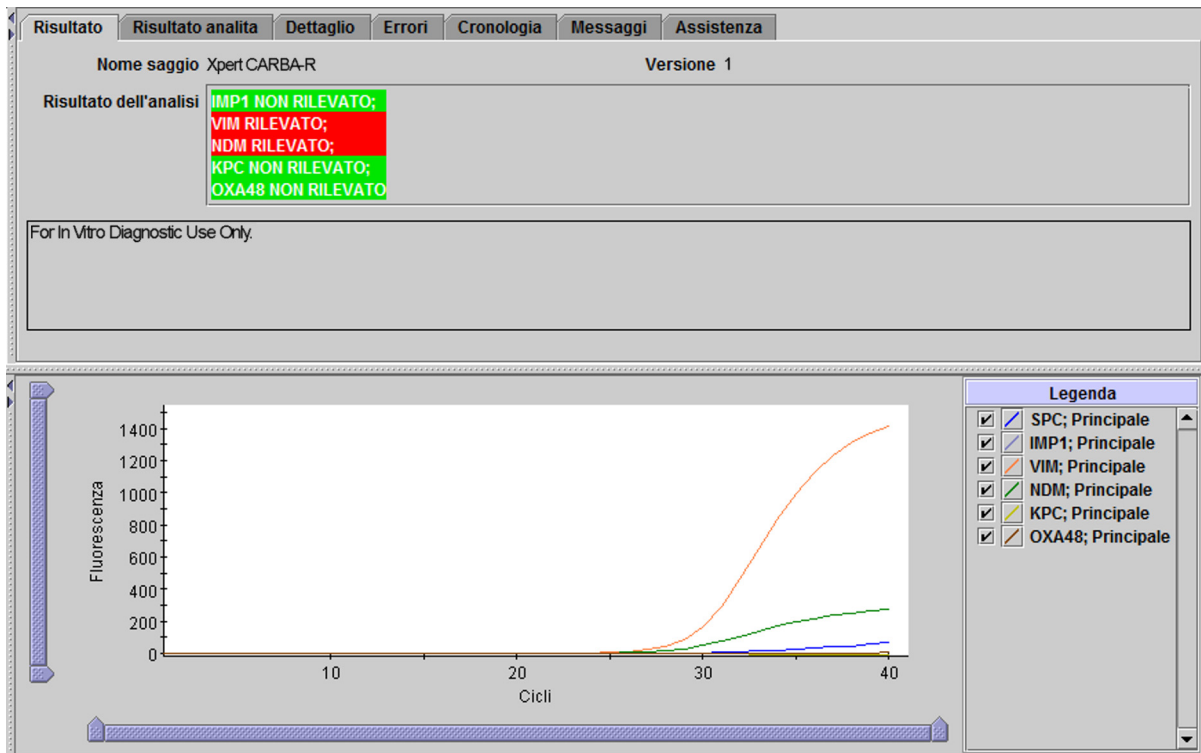 Risultato Risultato analita Dettaglio Errori Cronologia Messaggi Assistenza
Nome saggio Xpert CARBA-R Versione 1
Risultato dell'analisi
IMP1 NON RILEVATO;
VIM RILEVATO;
NDM RILEVATO;
KPC NON RILEVATO;
OXA48 NON RILEVATO
For In Vitro Diagnostic Use Only.
Legenda
SPC; Principale
IMP1; Principale
VIM; Principale
NDM; Principale
KPC; Principale
OXA48; Principale
Fluorescenza
1400
1200
1000
800
600
400
200
0
10 20 30 40
Cicli